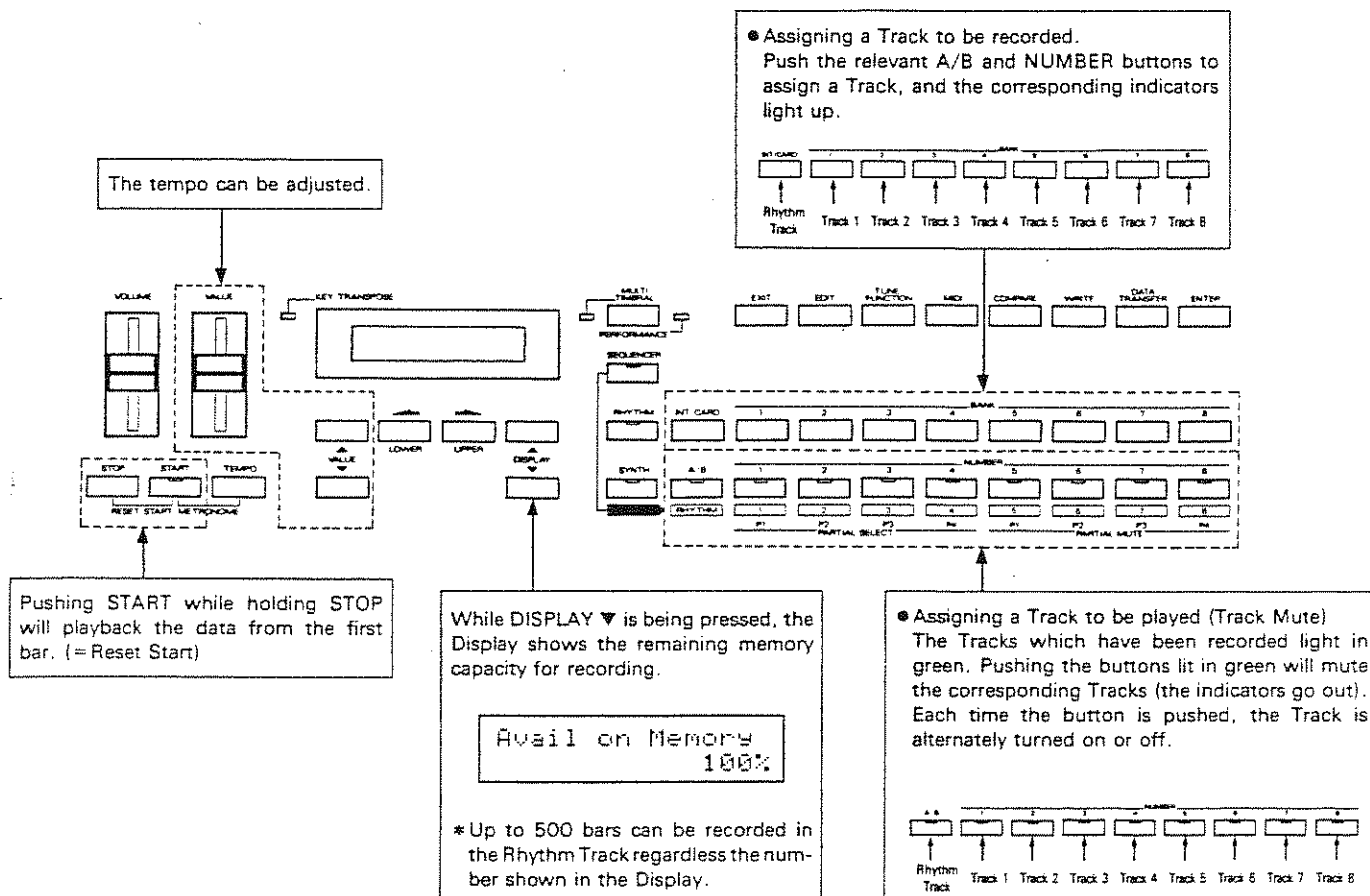 ● Assigning a Track to be recorded.
Push the relevant A/B and NUMBER buttons to
assign a Track, and the corresponding indicators
light up.
BANK
INT/CARD 1 2 3 4 5 6 7 8
Rhythm
Track Track 1 Track 2 Track 3 Track 4 Track 5 Track 6 Track 7 Track 8
The tempo can be adjusted.
VOLUME VALUE KEY TRANSPOSE
MULTI
TIMBRAL
EXIT EDIT TUNE
FUNCTION MIDI COMPARE WRITE DATA
TRANSFER ENTER
PERFORMANCE
SEQUENCER
BANK
RHYTHM INT CARD 1 2 3 4 5 6 7 8
VALUE LOWER UPPER DISPLAY
NUMBER
SYNTH A/B 1 2 3 4 5 6 7 8
STOP START TEMPO
RESET START METRONOME
RHYTHM 1 2 3 4 5 6 7 8
P1 P2 P3 P4 P1 P2 P3 P4
PARTIAL SELECT PARTIAL MUTE
Pushing START while holding STOP
will playback the data from the first
bar. (=Reset Start)
While DISPLAY ▼ is being pressed, the
Display shows the remaining memory
capacity for recording.
Avail on Memory
100%
* Up to 500 bars can be recorded in
the Rhythm Track regardless the num-
ber shown in the Display.
● Assigning a Track to be played (Track Mute)
The Tracks which have been recorded light in
green. Pushing the buttons lit in green will mute
the corresponding Tracks (the indicators go out).
Each time the button is pushed, the Track is
alternately turned on or off.
NUMBER
A/B 1 2 3 4 5 6 7 8
Rhythm
Track Track 1 Track 2 Track 3 Track 4 Track 5 Track 6 Track 7 Track 8